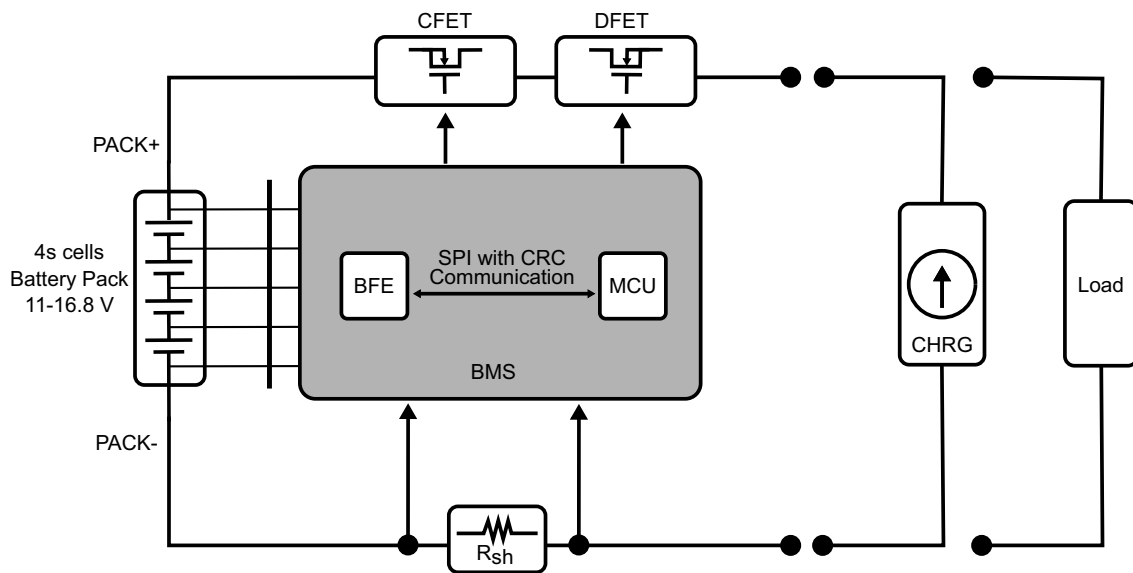 CFET
DFET
PACK+
4s cells
Battery Pack
11-16.8 V
SPI with CRC
Communication
BFE
MCU
BMS
CHRG
Load
PACK-
Rsh